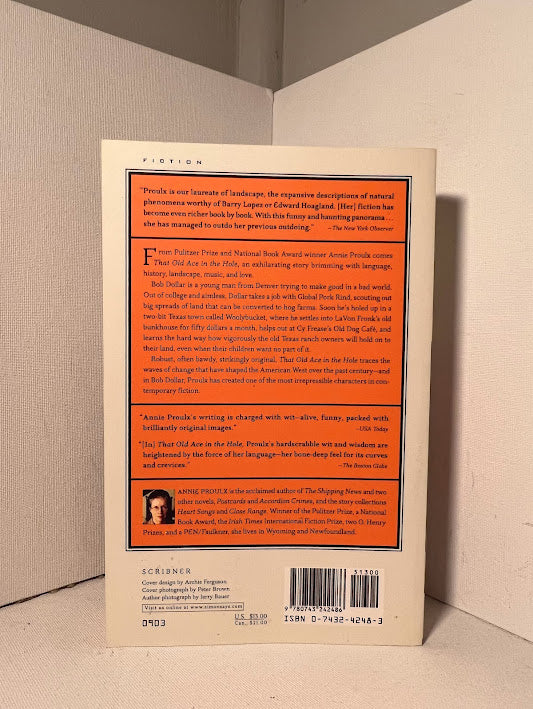 FICTION
"Proulx is our laureate of landscape, the expansive descriptions of natural
phenomena worthy of Barry Lopez or Edward Hoagland. [Her] fiction has
become even richer book by book. With this funny and haunting panorama...
she has managed to outdo her previous outdoing." —The New York Observer
From Pulitzer Prize and National Book Award winner Annie Proulx comes
That Old Ace in the Hole, an exhilarating story brimming with language,
history, landscape, music, and love.
Bob Dollar is a young man from Denver trying to make good in a bad world.
Out of college and aimless, Dollar takes a job with Global Pork Rind, scouting out
big spreads of land that can be converted to hog farms. Soon he's holed up in a
two-bit Texas town called Woolybucket, where he settles into LaVon Fronk's old
bunkhouse for fifty dollars a month, helps out at Cy Frease's Old Dog Café, and
learns the hard way how vigorously the old Texas ranch owners will hold on to
their land, even when their children want no part of it.
Robust, often bawdy, strikingly original, That Old Ace in the Hole traces the
waves of change that have shaped the American West over the past century—and
in Bob Dollar, Proulx has created one of the most irrepressible characters in con-
temporary fiction.
"Annie Proulx's writing is charged with wit—alive, funny, packed with
brilliantly original images." —USA Today
"[In] That Old Ace in the Hole, Proulx's hardscrabble wit and wisdom are
heightened by the force of her language—her bone-deep feel for its curves
and crevices." —The Boston Globe
ANNIE PROULX is the acclaimed author of The Shipping News and two
other novels, Postcards and Accordion Crimes, and the story collections
Heart Songs and Close Range. Winner of the Pulitzer Prize, a National
Book Award, the Irish Times International Fiction Prize, two O. Henry
Prizes, and a PEN/Faulkner, she lives in Wyoming and Newfoundland.
SCRIBNER
Cover design by Archie Ferguson
Cover photograph by Peter Brown
Author photograph by Jerry Bauer
Visit us online at www.simonsays.com
0903
U.S. $15.00
Can. $23.00
51300
9 780743 242486
ISBN 0-7432-4248-3